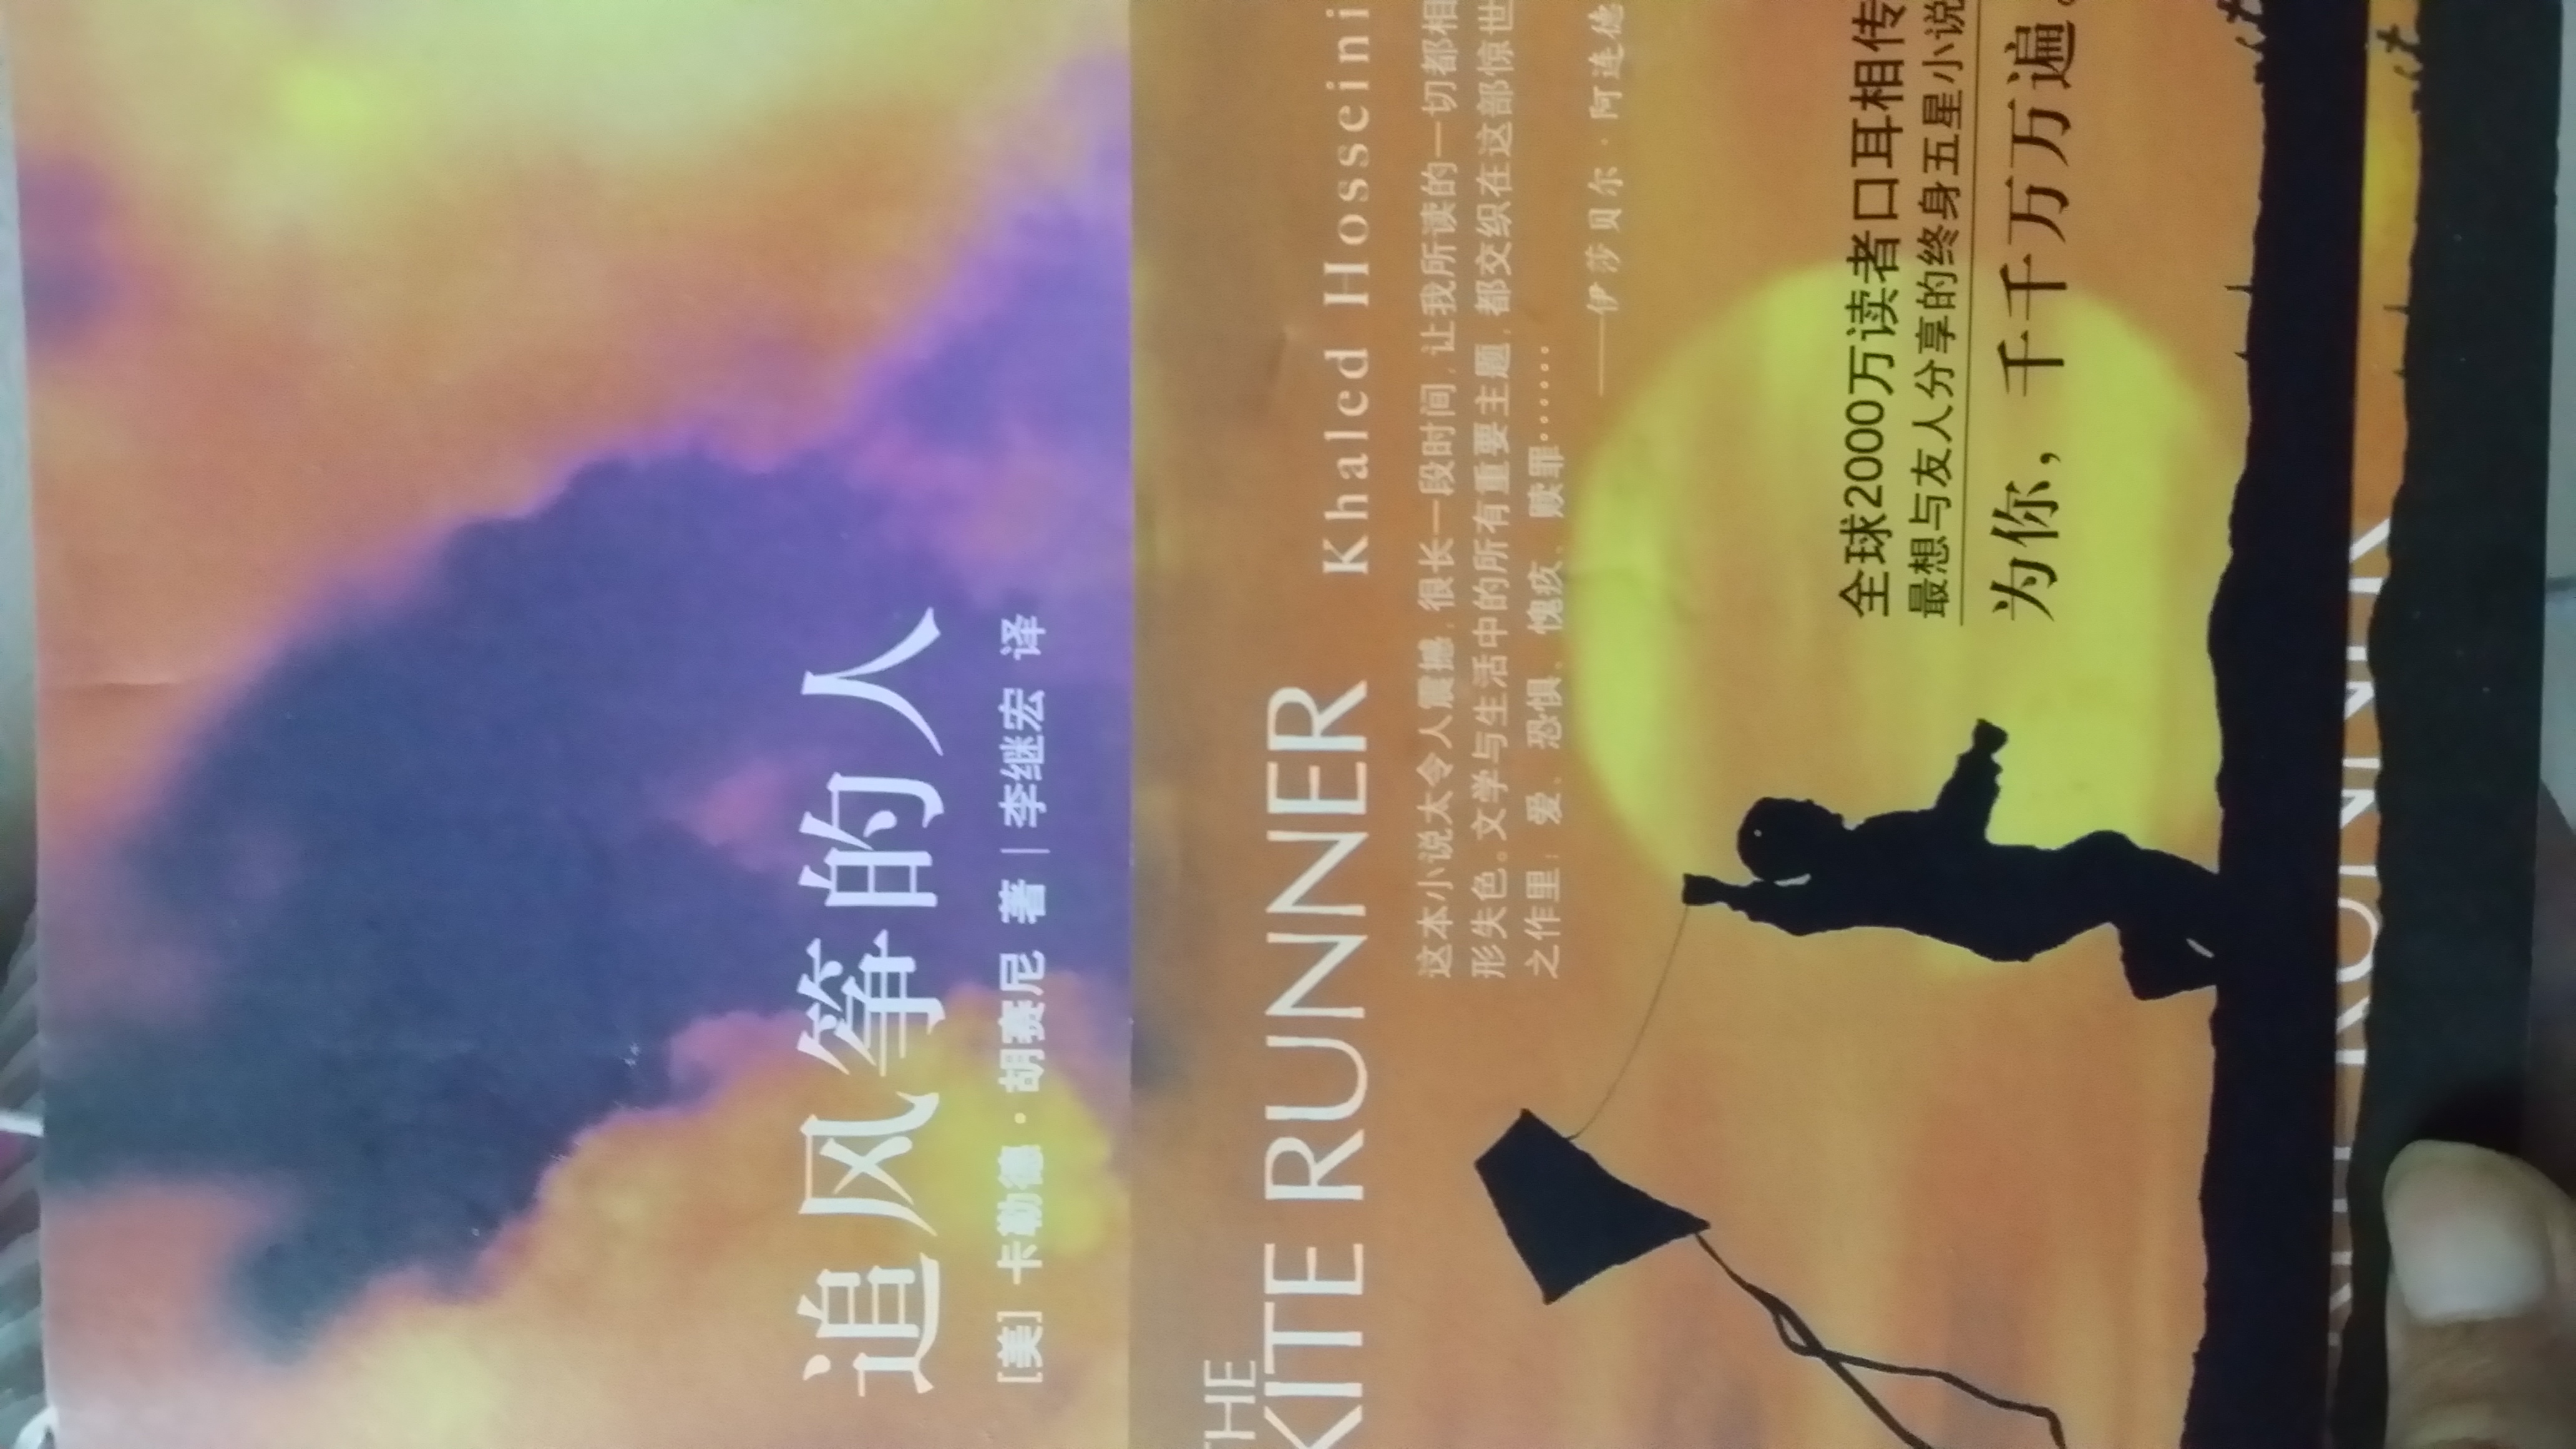 追风筝的人
[美] 卡勒德·胡赛尼 著 | 李继宏 译
THE
KITE RUNNER
Khaled Hosseini
这本小说太令人震撼，很长一段时间，让我所读的一切都相
形失色。文学与生活中的所有重要主题，都交织在这部惊世
之作里：爱、恐惧、愧疚、赎罪……
——伊莎贝尔·阿连德
全球2000万读者口耳相传
最想与友人分享的终身五星小说
为你，千千万万遍。
KITE RUNNER